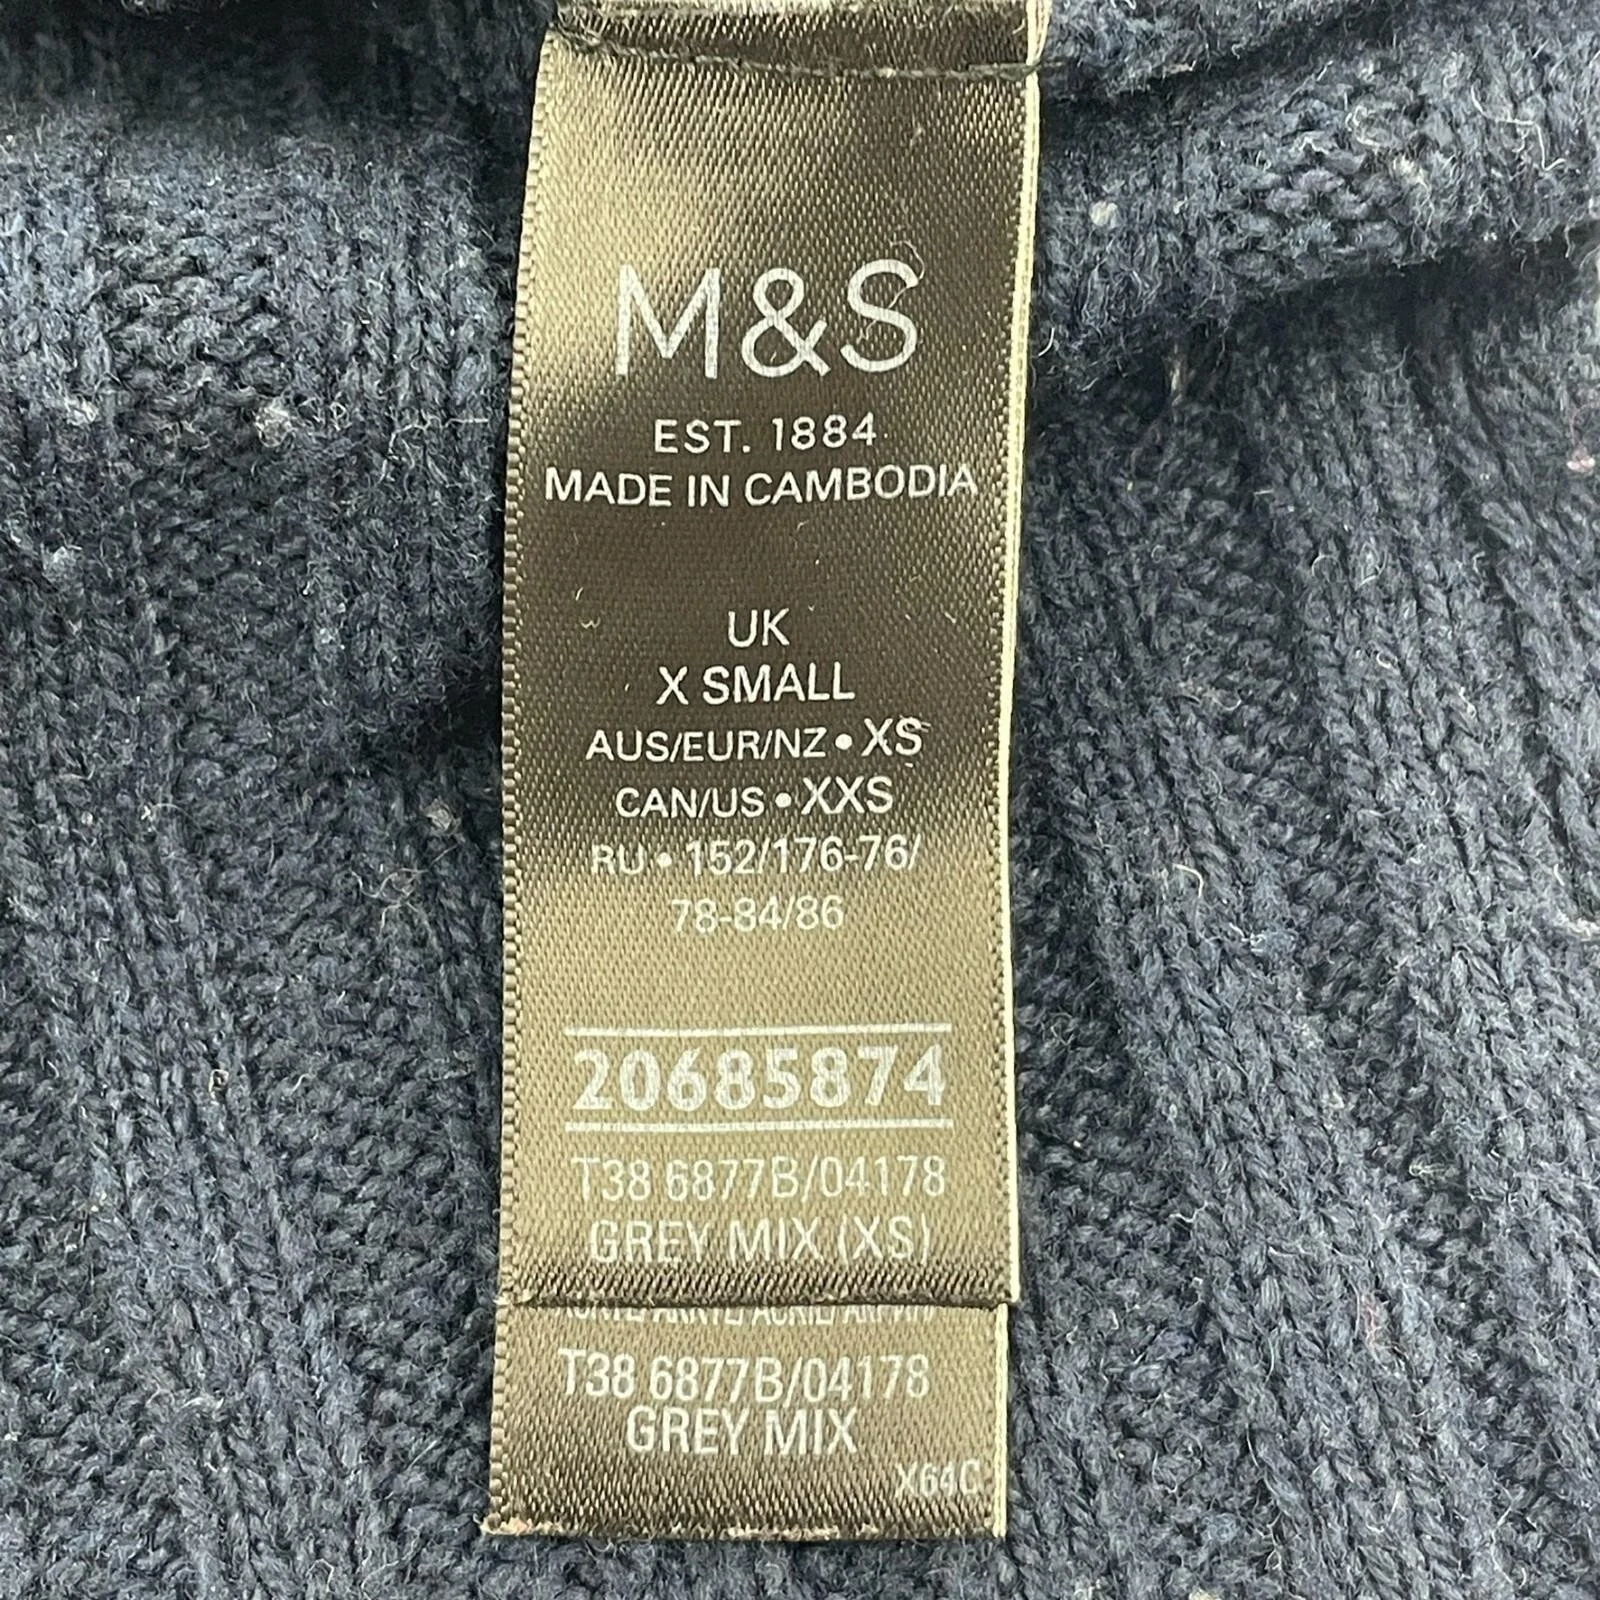 M&S
EST. 1884
MADE IN CAMBODIA
UK
X SMALL
AUS/EUR/NZ • XS
CAN/US • XXS
RU • 152/176-76/
78-84/86
20685874
T38 6877B/04178
GREY MIX (XS)
T38 6877B/04178
GREY MIX
X64C